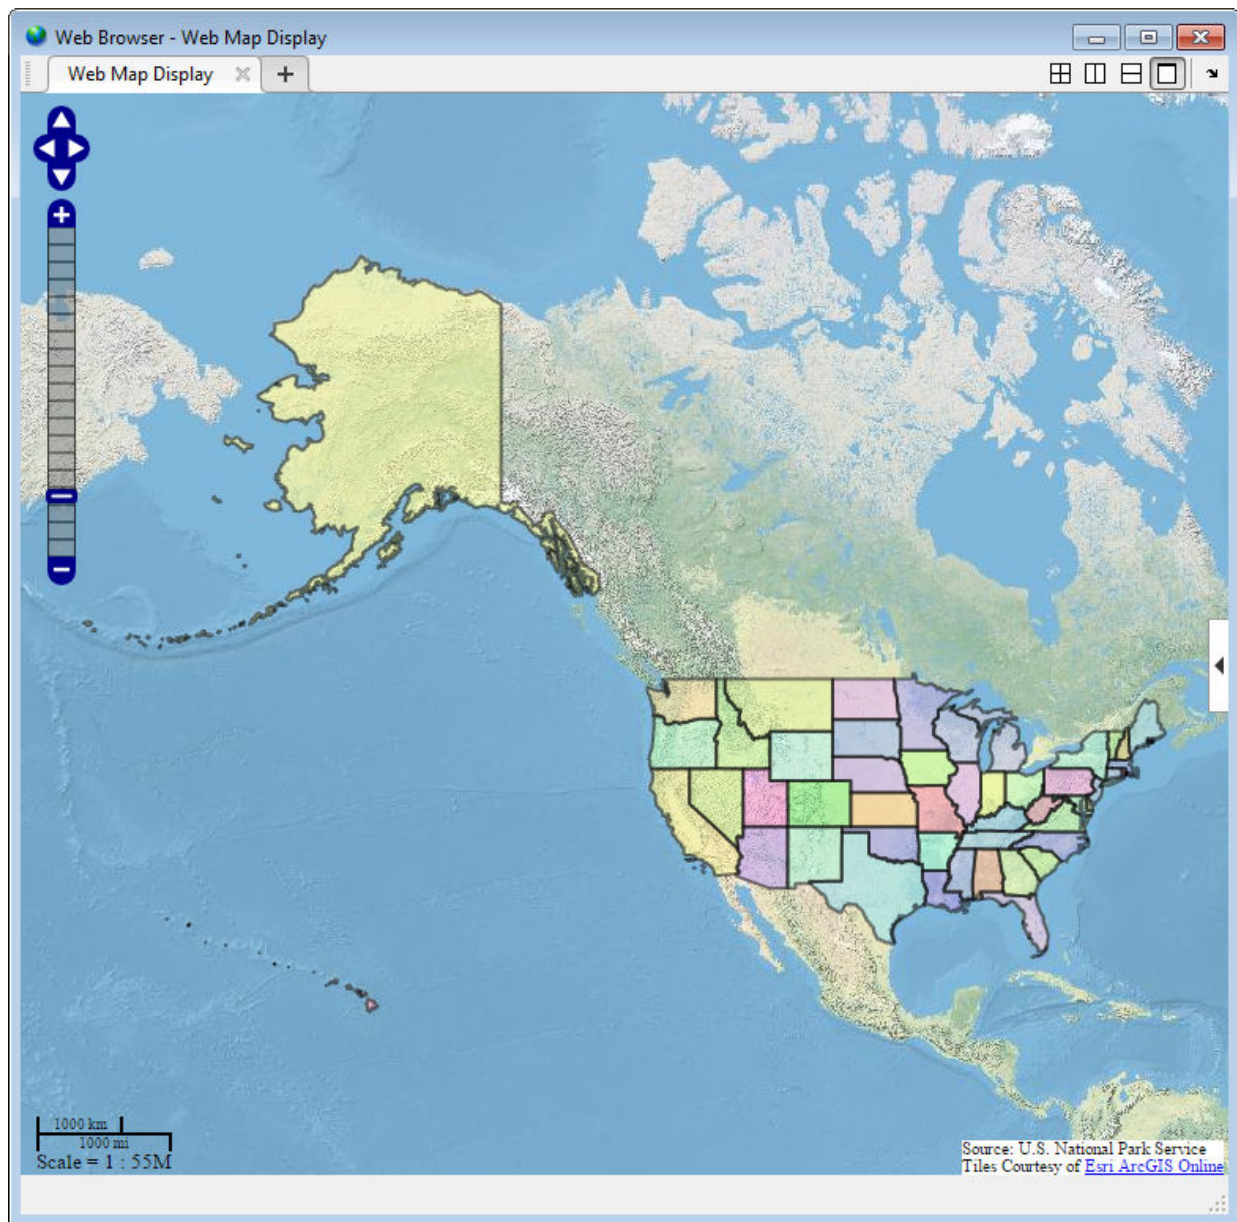 Web Browser - Web Map Display
Web Map Display
1000 km
1000 mi
Scale = 1 : 55M
Source: U.S. National Park Service
Tiles Courtesy of Esri ArcGIS Online